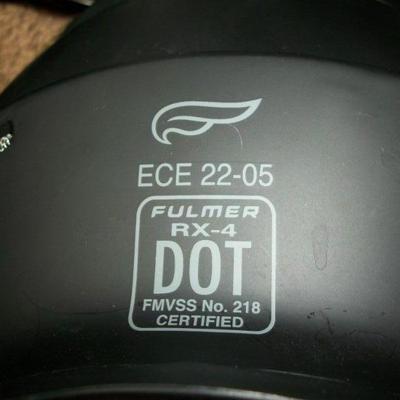 ECE 22-05
FULMER
RX-4
DOT
FMVSS No. 218
CERTIFIED